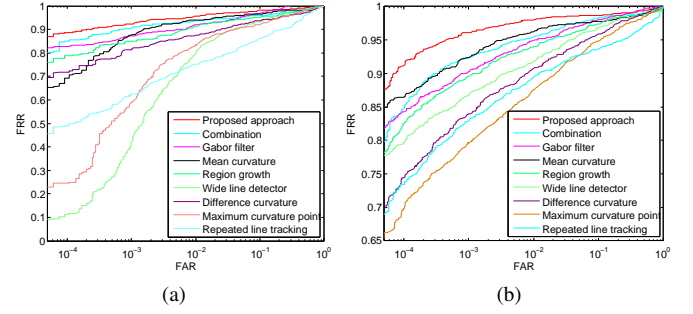 1
0.9
0.8
0.7
0.6
0.5
0.4
0.3
0.2
0.1
0
FRR
10⁻⁴ 10⁻³ 10⁻² 10⁻¹ 10⁰
FAR
Proposed approach
Combination
Gabor filter
Mean curvature
Region growth
Wide line detector
Difference curvature
Maximum curvature point
Repeated line tracking
(a)
1
0.95
0.9
0.85
0.8
0.75
0.7
0.65
FRR
10⁻⁴ 10⁻³ 10⁻² 10⁻¹ 10⁰
FAR
Proposed approach
Combination
Gabor filter
Mean curvature
Region growth
Wide line detector
Difference curvature
Maximum curvature point
Repeated line tracking
(b)